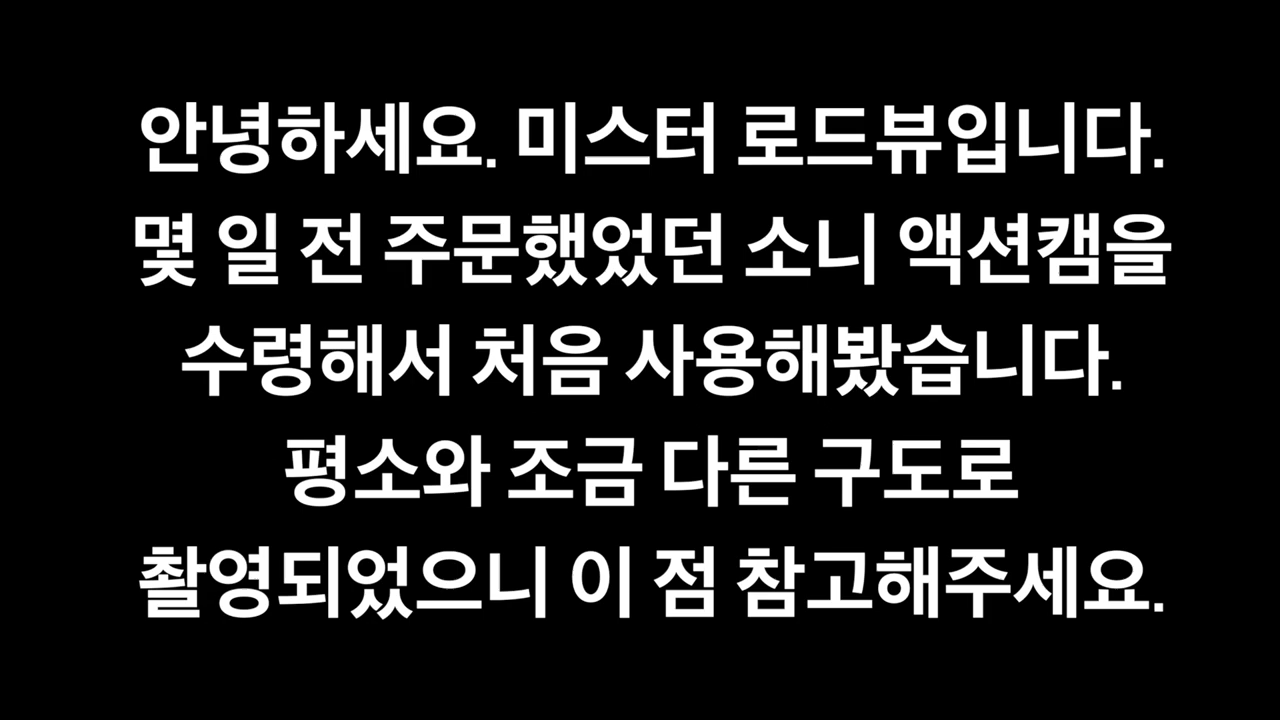 안녕하세요. 미스터 로드뷰입니다.
몇 일 전 주문했었던 소니 액션캠을
수령해서 처음 사용해봤습니다.
평소와 조금 다른 구도로
촬영되었으니 이 점 참고해주세요.